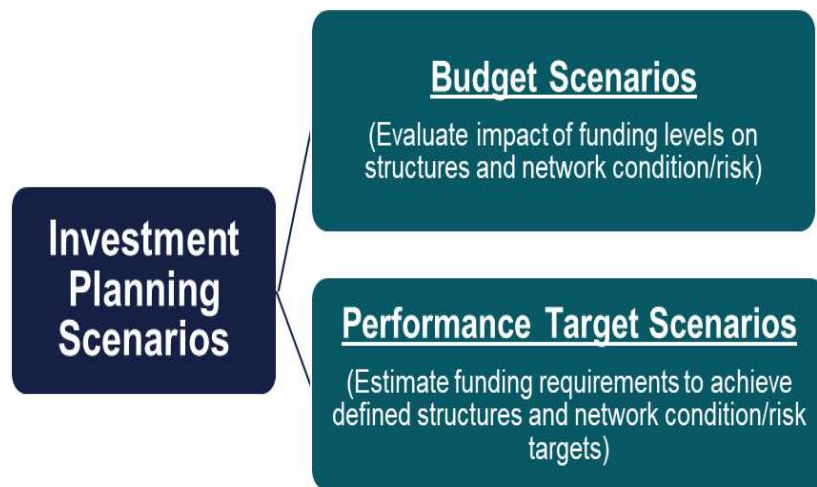 Investment
Planning
Scenarios
Budget Scenarios
(Evaluate impact of funding levels on
structures and network condition/risk)
Performance Target Scenarios
(Estimate funding requirements to achieve
defined structures and network condition/risk
targets)